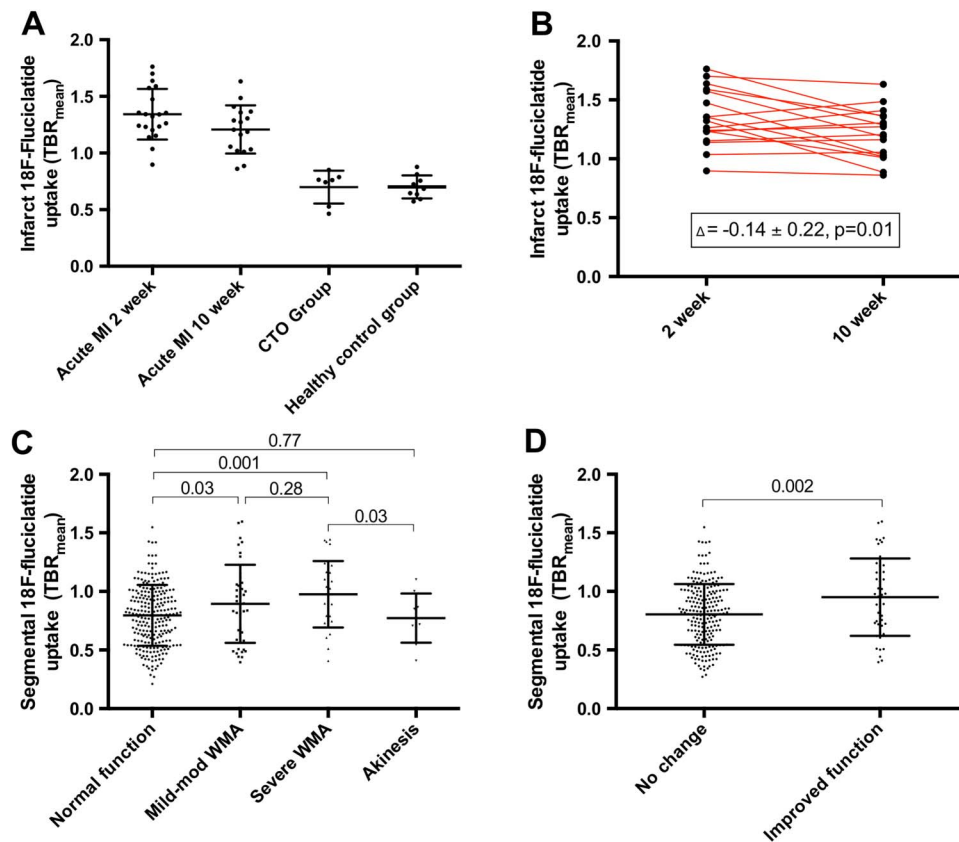 A
Infarct 18F-fluciclatide
uptake (TBRmean)
2.0
1.5
1.0
0.5
0.0
Acute MI 2 week
Acute MI 10 week
CTO Group
Healthy control group
B
Infarct 18F-fluciclatide
uptake (TBRmean)
2.0
1.5
1.0
0.5
0.0
Δ= -0.14 ± 0.22, p=0.01
2 week
10 week
C
Segmental 18F-fluciclatide
uptake (TBRmean)
2.0
1.5
1.0
0.5
0.0
0.77
0.001
0.03
0.28
0.03
Normal function
Mild-mod WMA
Severe WMA
Akinesis
D
Segmental 18F-fluciclatide
uptake (TBRmean)
2.0
1.5
1.0
0.5
0.0
0.002
No change
Improved function